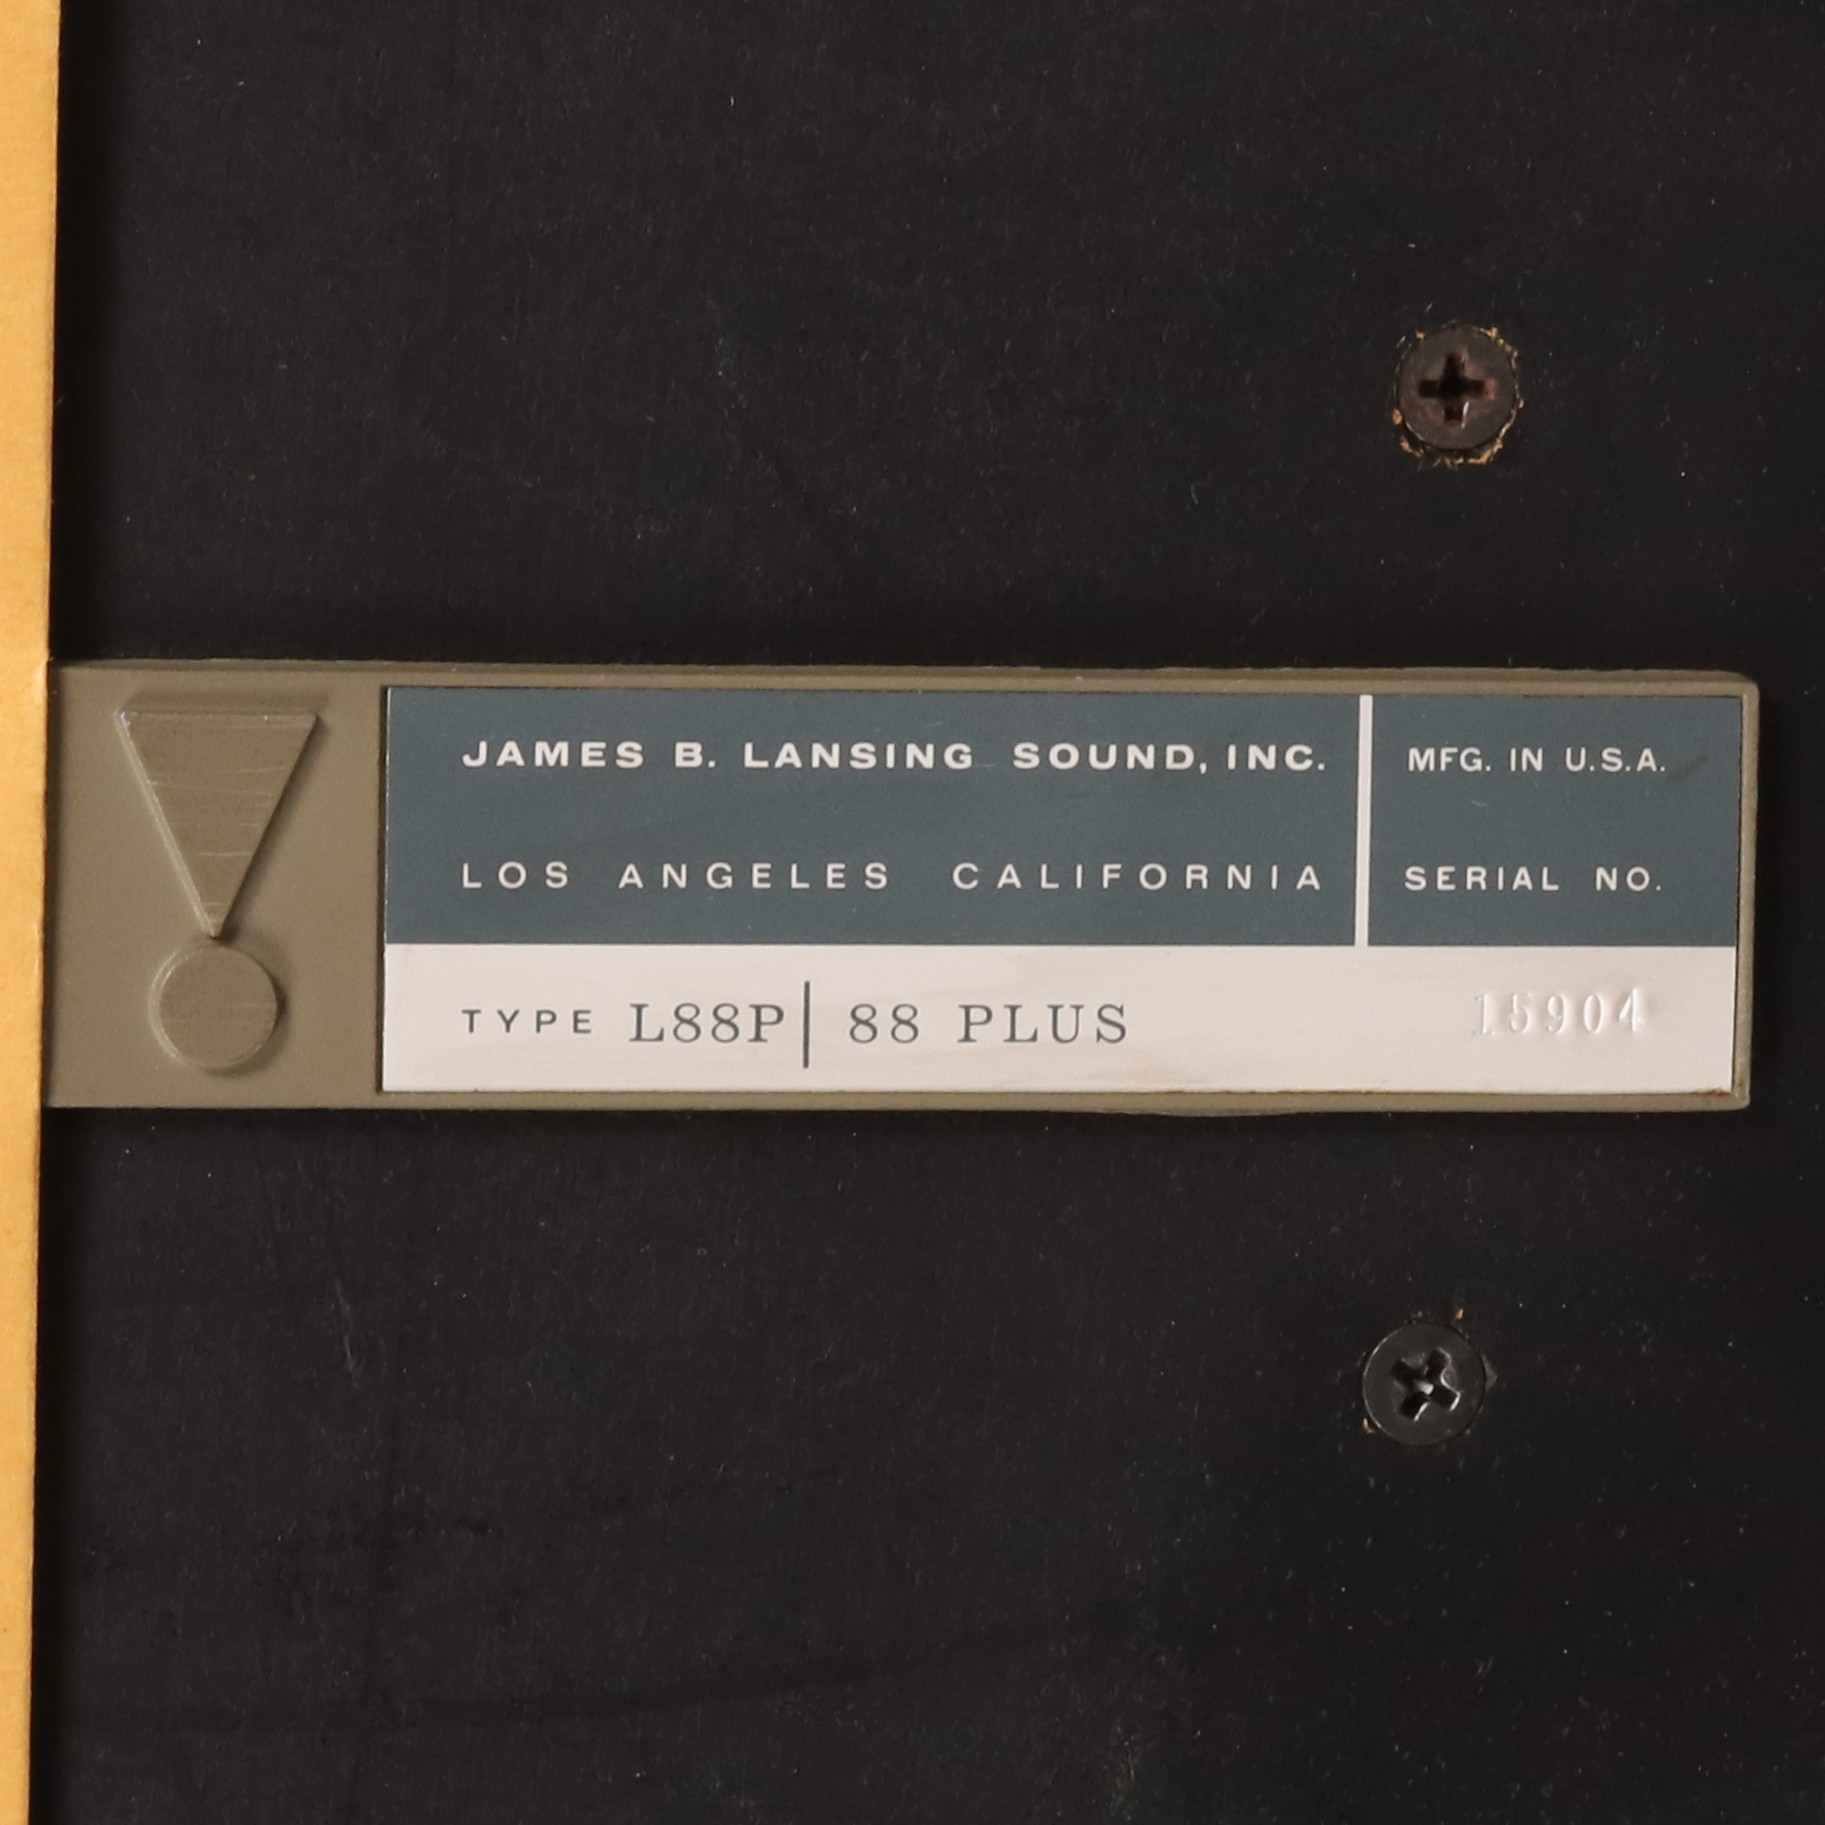 JAMES B. LANSING SOUND, INC.
LOS ANGELES CALIFORNIA
MFG. IN U.S.A.
SERIAL NO.
TYPE L88P | 88 PLUS
15904